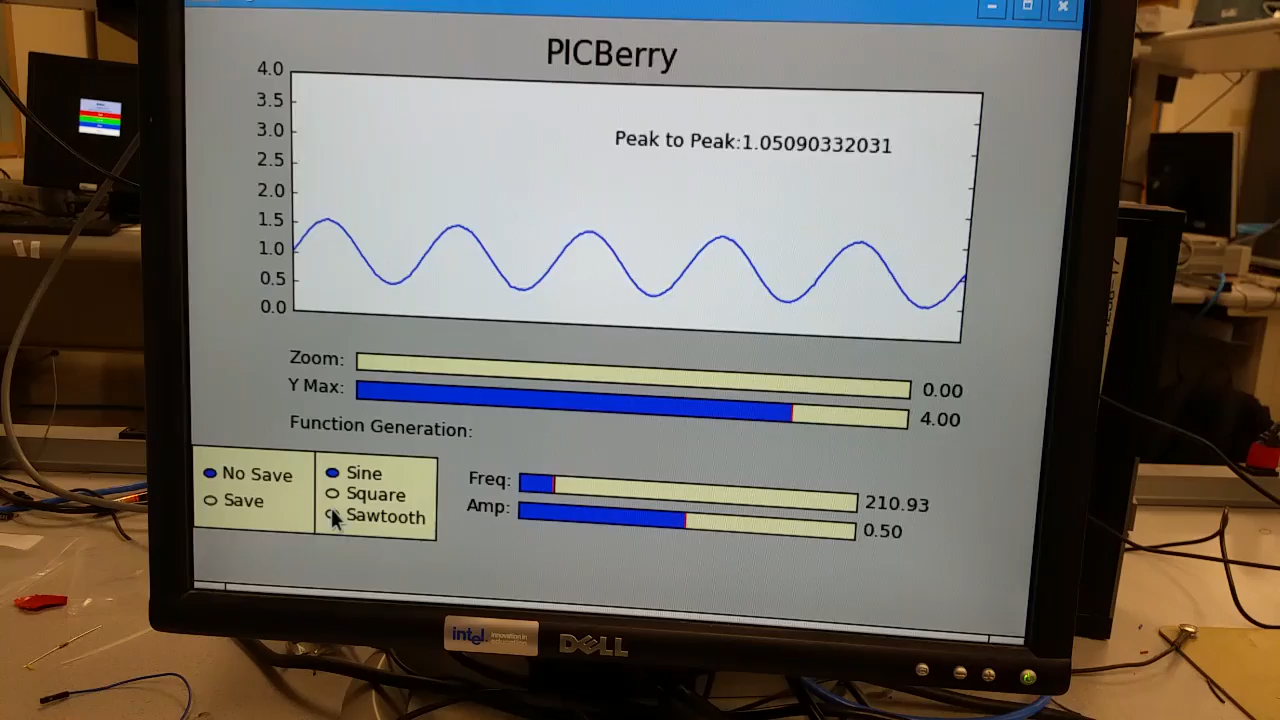 PICBerry
4.0
3.5
3.0
2.5
2.0
1.5
1.0
0.5
0.0
Peak to Peak:1.05090332031
Zoom: 0.00
Y Max: 4.00
Function Generation:
No Save
Save
Sine
Square
Sawtooth
Freq: 210.93
Amp: 0.50
intel
DELL